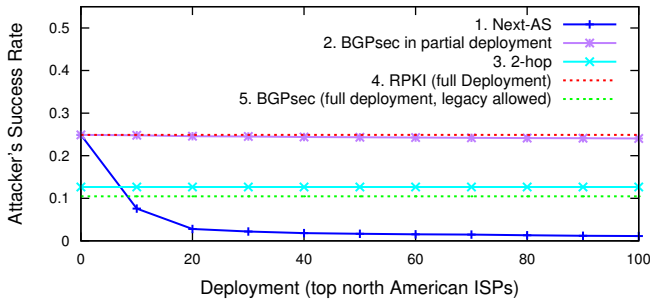 1. Next-AS
2. BGPsec in partial deployment
3. 2-hop
4. RPKI (full Deployment)
5. BGPsec (full deployment, legacy allowed)
Attacker's Success Rate
0.5
0.4
0.3
0.2
0.1
0
0 20 40 60 80 100
Deployment (top north American ISPs)